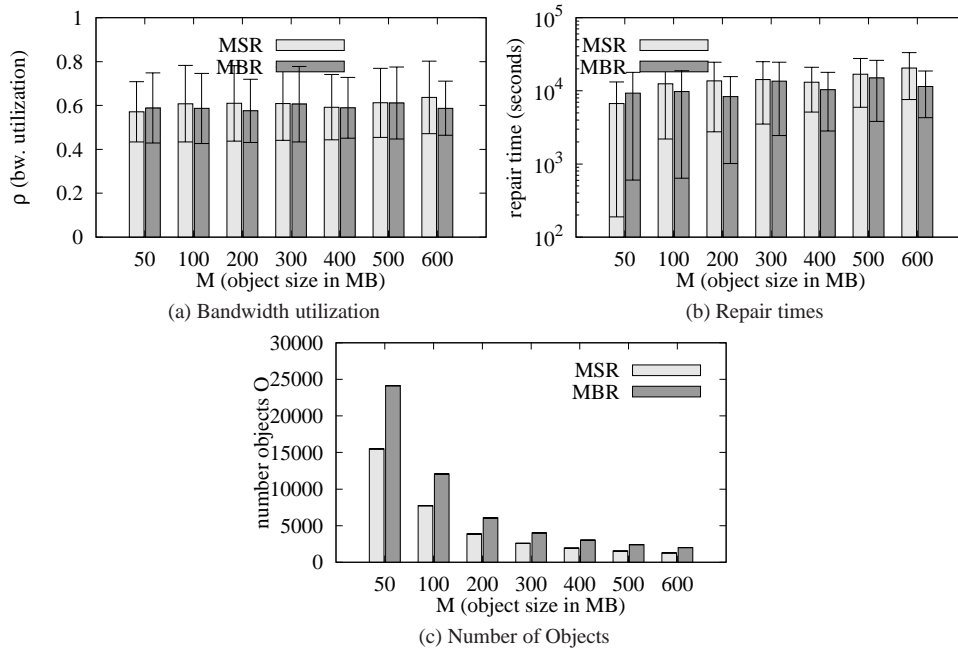 1
0.8
0.6
0.4
0.2
0
ρ (bw. utilization)
MSR
MBR
50 100 200 300 400 500 600
M (object size in MB)
(a) Bandwidth utilization
10^5
10^4
10^3
10^2
repair time (seconds)
MSR
MBR
50 100 200 300 400 500 600
M (object size in MB)
(b) Repair times
30000
25000
20000
15000
10000
5000
0
number objects O
MSR
MBR
50 100 200 300 400 500 600
M (object size in MB)
(c) Number of Objects